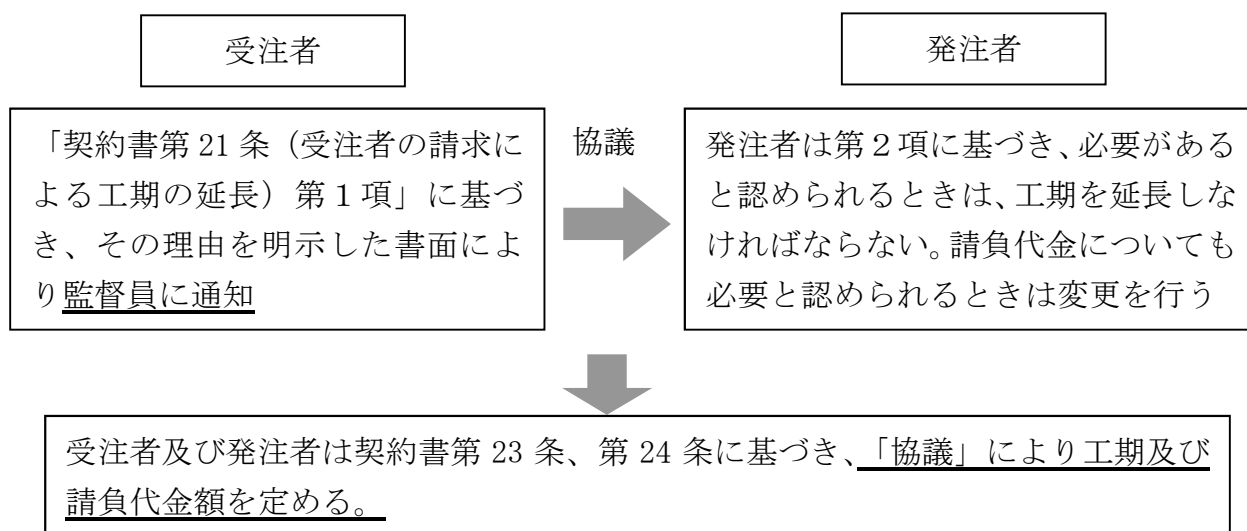 受注者
発注者
「契約書第 21 条（受注者の請求に
よる工期の延長）第１項」に基づ
き、その理由を明示した書面によ
り監督員に通知
協議
発注者は第２項に基づき、必要がある
と認められるときは、工期を延長しな
ければならない。請負代金についても
必要と認められるときは変更を行う
受注者及び発注者は契約書第 23 条、第 24 条に基づき、「協議」により工期及び
請負代金額を定める。